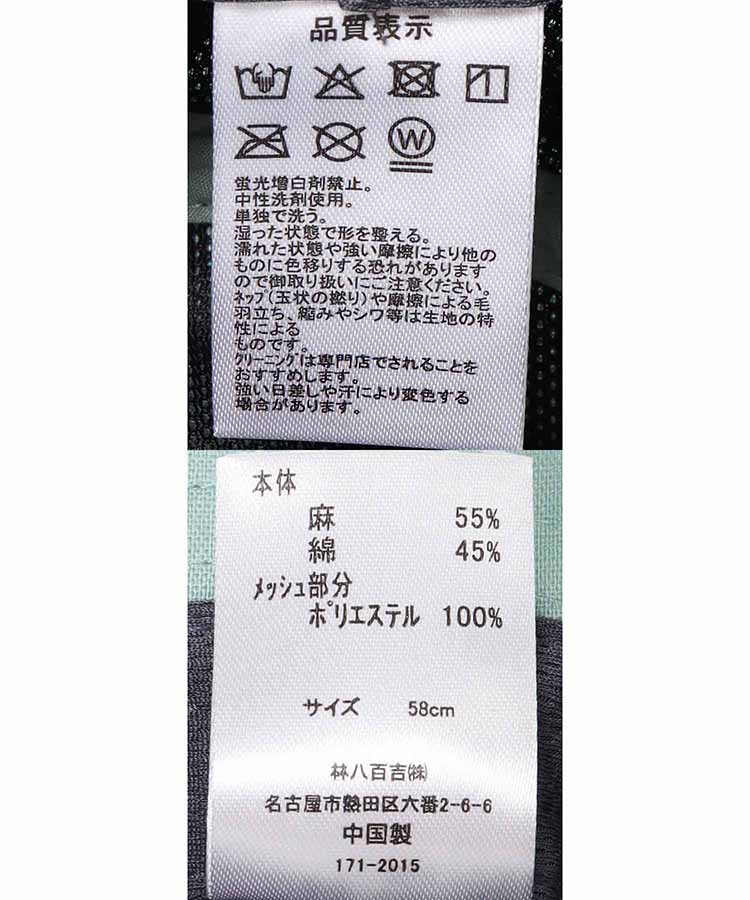 品質表示
W
蛍光増白剤禁止。
中性洗剤使用。
単独で洗う。
湿った状態で形を整える。
濡れた状態や強い摩擦により他の
ものに色移りする恐れがあります
ので御取り扱いにご注意ください。
ﾈｯﾌﾟ(玉状の撚り)や摩擦による毛
羽立ち、縮みやシワ等は生地の特
性による
ものです。
ｸﾘｰﾆﾝｸﾞは専門店でされることを
おすすめします。
強い日差しや汗により変色する
場合があります。
本体
麻 55%
綿 45%
ﾒｯｼｭ部分
ﾎﾟﾘｴｽﾃﾙ 100%
サイズ 58cm
林八百吉㈱
名古屋市熱田区六番2-6-6
中国製
171-2015